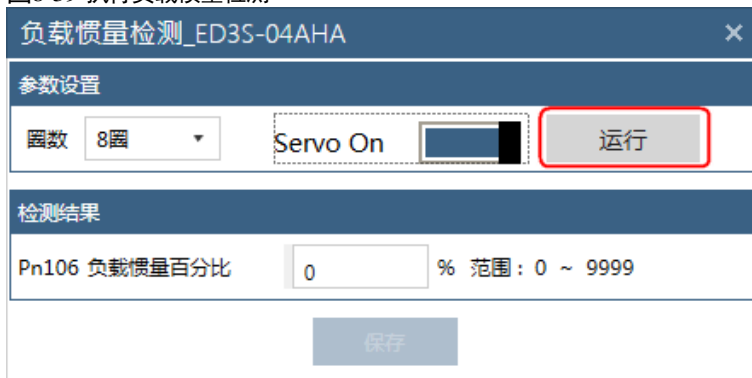 负载惯量检测_ED3S-04AHA ×
参数设置
圈数 8圈 Servo On 运行
检测结果
Pn106 负载惯量百分比 0 % 范围：0 ~ 9999
保存